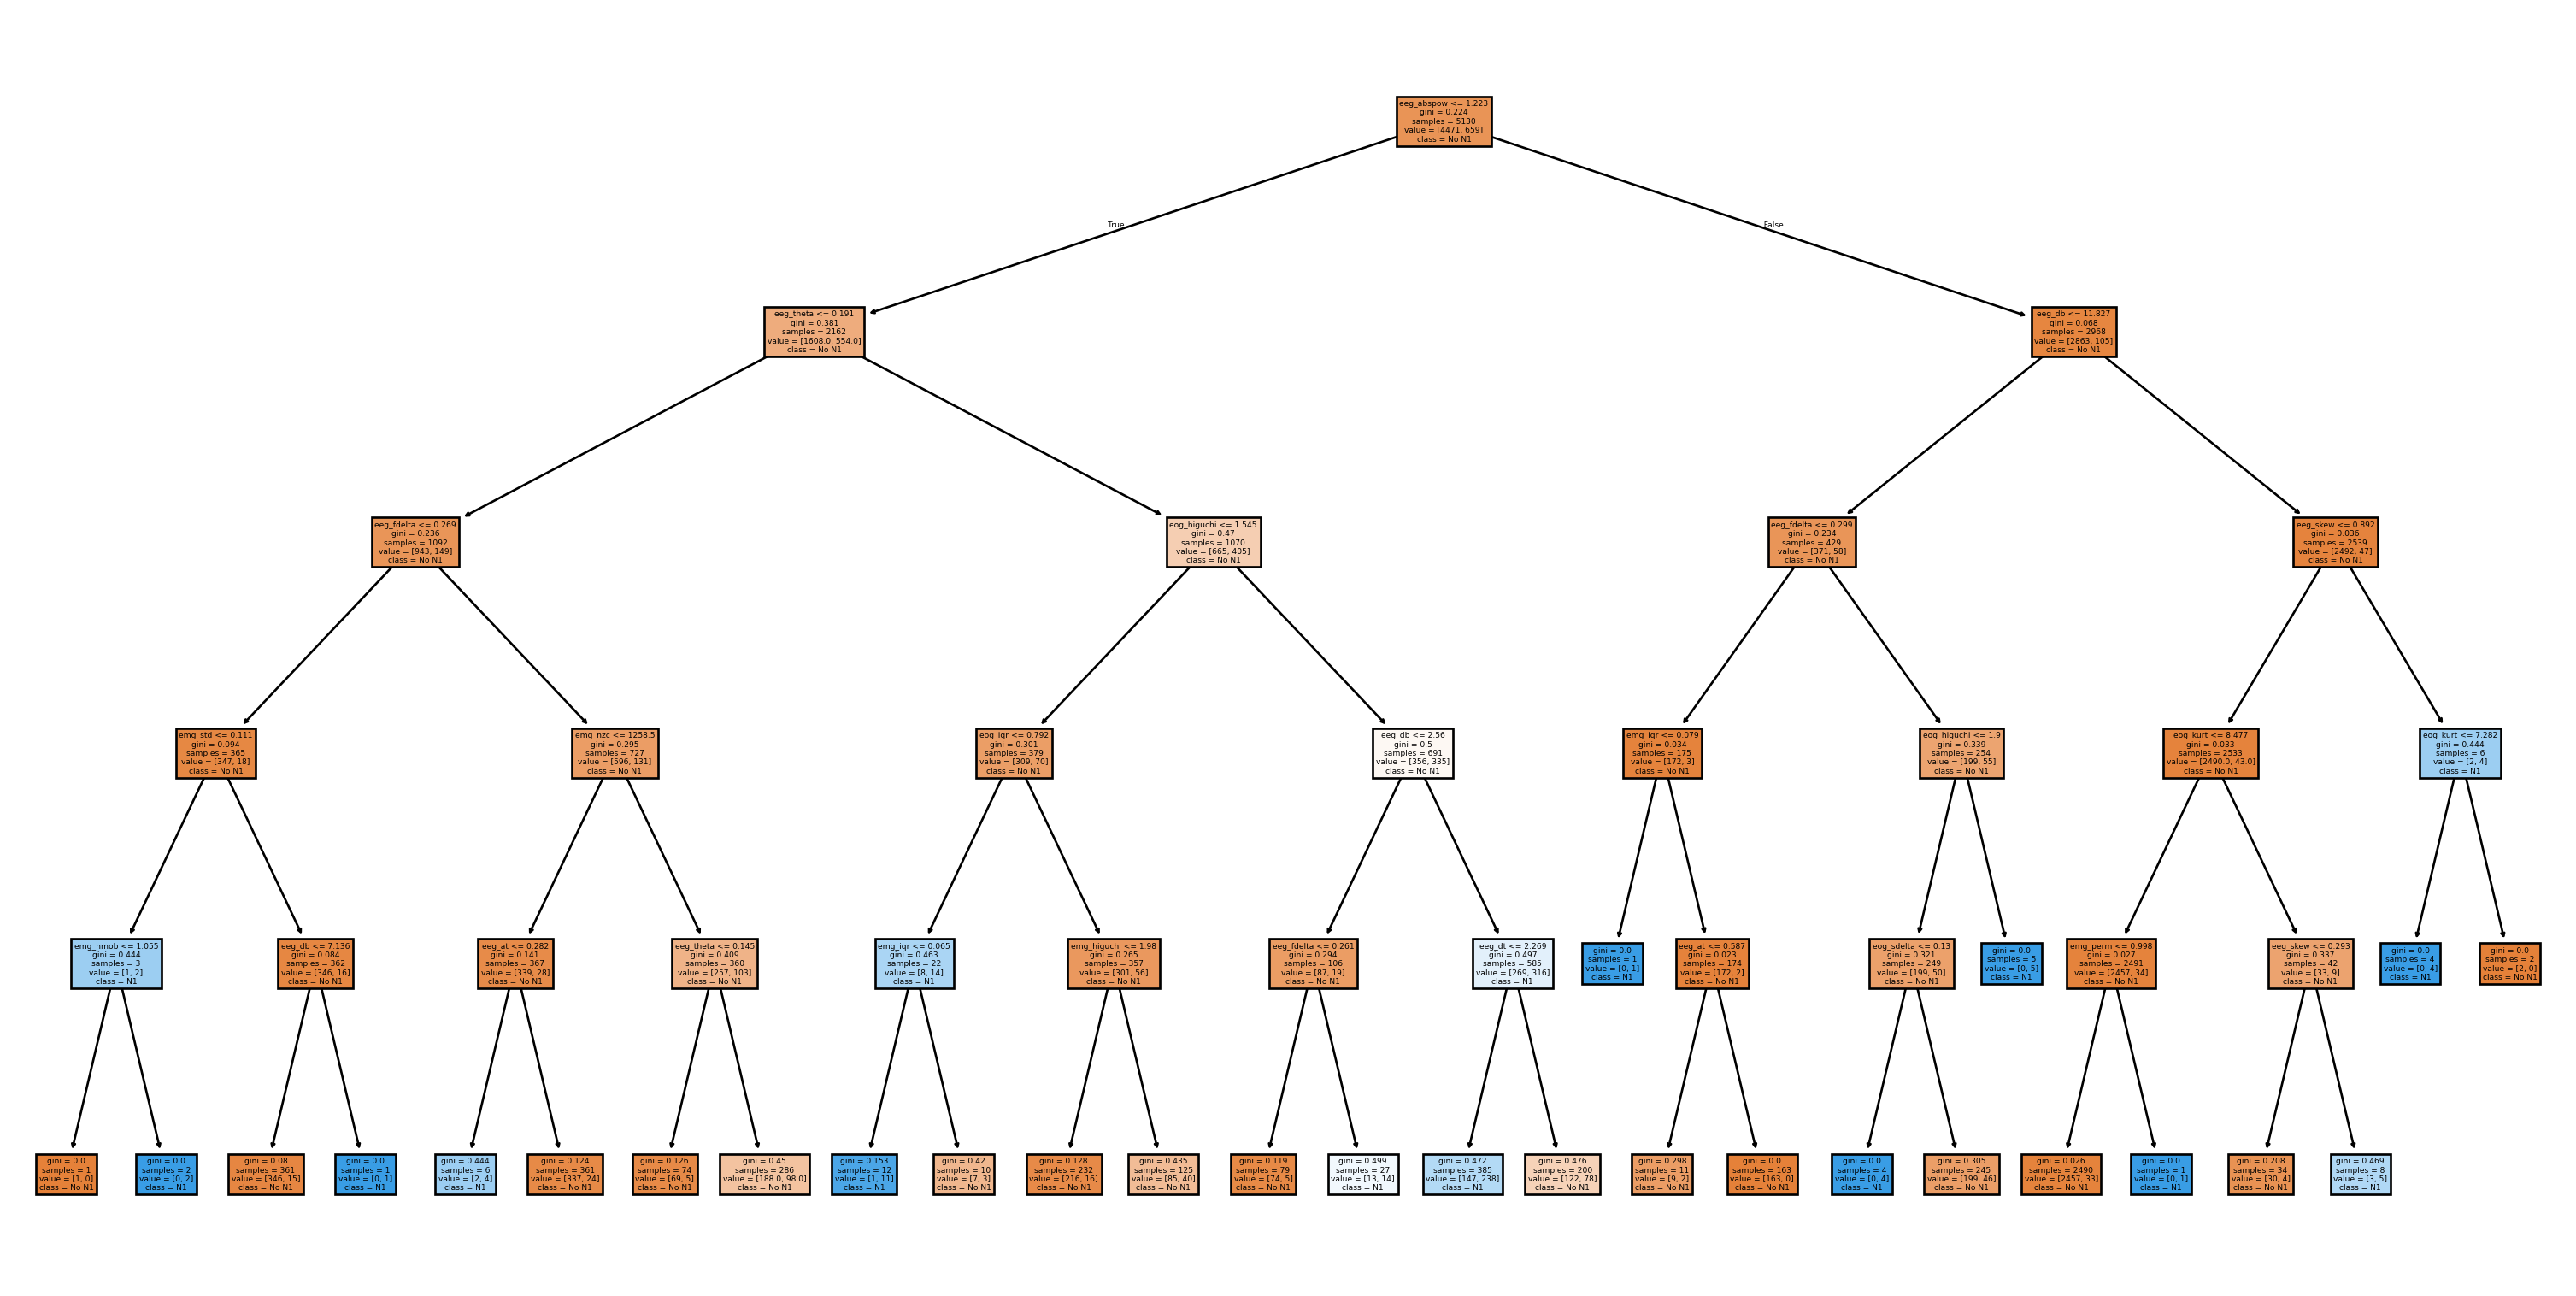 eeg_abspow <= 1.223
gini = 0.224
samples = 5130
value = [4471, 659]
class = No N1
True
False
eeg_theta <= 0.191
gini = 0.381
samples = 2162
value = [1608.0, 554.0]
class = No N1
eeg_db <= 11.827
gini = 0.068
samples = 2968
value = [2863, 105]
class = No N1
eeg_fdelta <= 0.269
gini = 0.236
samples = 1092
value = [943, 149]
class = No N1
eog_higuchi <= 1.545
gini = 0.47
samples = 1070
value = [665, 405]
class = No N1
eeg_fdelta <= 0.299
gini = 0.234
samples = 429
value = [371, 58]
class = No N1
eeg_skew <= 0.892
gini = 0.036
samples = 2539
value = [2492, 47]
class = No N1
emg_std <= 0.111
gini = 0.094
samples = 365
value = [347, 18]
class = No N1
emg_nzc <= 1258.5
gini = 0.295
samples = 727
value = [596, 131]
class = No N1
eog_iqr <= 0.792
gini = 0.301
samples = 379
value = [309, 70]
class = No N1
eeg_db <= 2.56
gini = 0.5
samples = 691
value = [356, 335]
class = No N1
emg_iqr <= 0.079
gini = 0.034
samples = 175
value = [172, 3]
class = No N1
eog_higuchi <= 1.9
gini = 0.339
samples = 254
value = [199, 55]
class = No N1
eog_kurt <= 8.477
gini = 0.033
samples = 2533
value = [2490.0, 43.0]
class = No N1
eog_kurt <= 7.282
gini = 0.444
samples = 6
value = [2, 4]
class = N1
emg_hmob <= 1.055
gini = 0.444
samples = 3
value = [1, 2]
class = N1
eeg_db <= 7.136
gini = 0.084
samples = 362
value = [346, 16]
class = No N1
eeg_at <= 0.282
gini = 0.141
samples = 367
value = [339, 28]
class = No N1
eeg_theta <= 0.145
gini = 0.409
samples = 360
value = [257, 103]
class = No N1
emg_iqr <= 0.065
gini = 0.463
samples = 22
value = [8, 14]
class = N1
emg_higuchi <= 1.98
gini = 0.265
samples = 357
value = [301, 56]
class = No N1
eeg_fdelta <= 0.261
gini = 0.294
samples = 106
value = [87, 19]
class = No N1
eeg_dt <= 2.269
gini = 0.497
samples = 585
value = [269, 316]
class = N1
gini = 0.0
samples = 1
value = [0, 1]
class = N1
eeg_at <= 0.587
gini = 0.023
samples = 174
value = [172, 2]
class = No N1
eog_sdelta <= 0.13
gini = 0.321
samples = 249
value = [199, 50]
class = No N1
gini = 0.0
samples = 5
value = [0, 5]
class = N1
emg_perm <= 0.998
gini = 0.027
samples = 2491
value = [2457, 34]
class = No N1
eeg_skew <= 0.293
gini = 0.337
samples = 42
value = [33, 9]
class = No N1
gini = 0.0
samples = 4
value = [0, 4]
class = N1
gini = 0.0
samples = 2
value = [2, 0]
class = No N1
gini = 0.0
samples = 1
value = [1, 0]
class = No N1
gini = 0.0
samples = 2
value = [0, 2]
class = N1
gini = 0.08
samples = 361
value = [346, 15]
class = No N1
gini = 0.0
samples = 1
value = [0, 1]
class = N1
gini = 0.444
samples = 6
value = [2, 4]
class = N1
gini = 0.124
samples = 361
value = [337, 24]
class = No N1
gini = 0.126
samples = 74
value = [69, 5]
class = No N1
gini = 0.45
samples = 286
value = [188.0, 98.0]
class = No N1
gini = 0.153
samples = 12
value = [1, 11]
class = N1
gini = 0.42
samples = 10
value = [7, 3]
class = No N1
gini = 0.128
samples = 232
value = [216, 16]
class = No N1
gini = 0.435
samples = 125
value = [85, 40]
class = No N1
gini = 0.119
samples = 79
value = [74, 5]
class = No N1
gini = 0.499
samples = 27
value = [13, 14]
class = N1
gini = 0.472
samples = 385
value = [147, 238]
class = N1
gini = 0.476
samples = 200
value = [122, 78]
class = No N1
gini = 0.298
samples = 11
value = [9, 2]
class = No N1
gini = 0.0
samples = 163
value = [163, 0]
class = No N1
gini = 0.0
samples = 4
value = [0, 4]
class = N1
gini = 0.305
samples = 245
value = [199, 46]
class = No N1
gini = 0.026
samples = 2490
value = [2457, 33]
class = No N1
gini = 0.0
samples = 1
value = [0, 1]
class = N1
gini = 0.208
samples = 34
value = [30, 4]
class = No N1
gini = 0.469
samples = 8
value = [3, 5]
class = N1